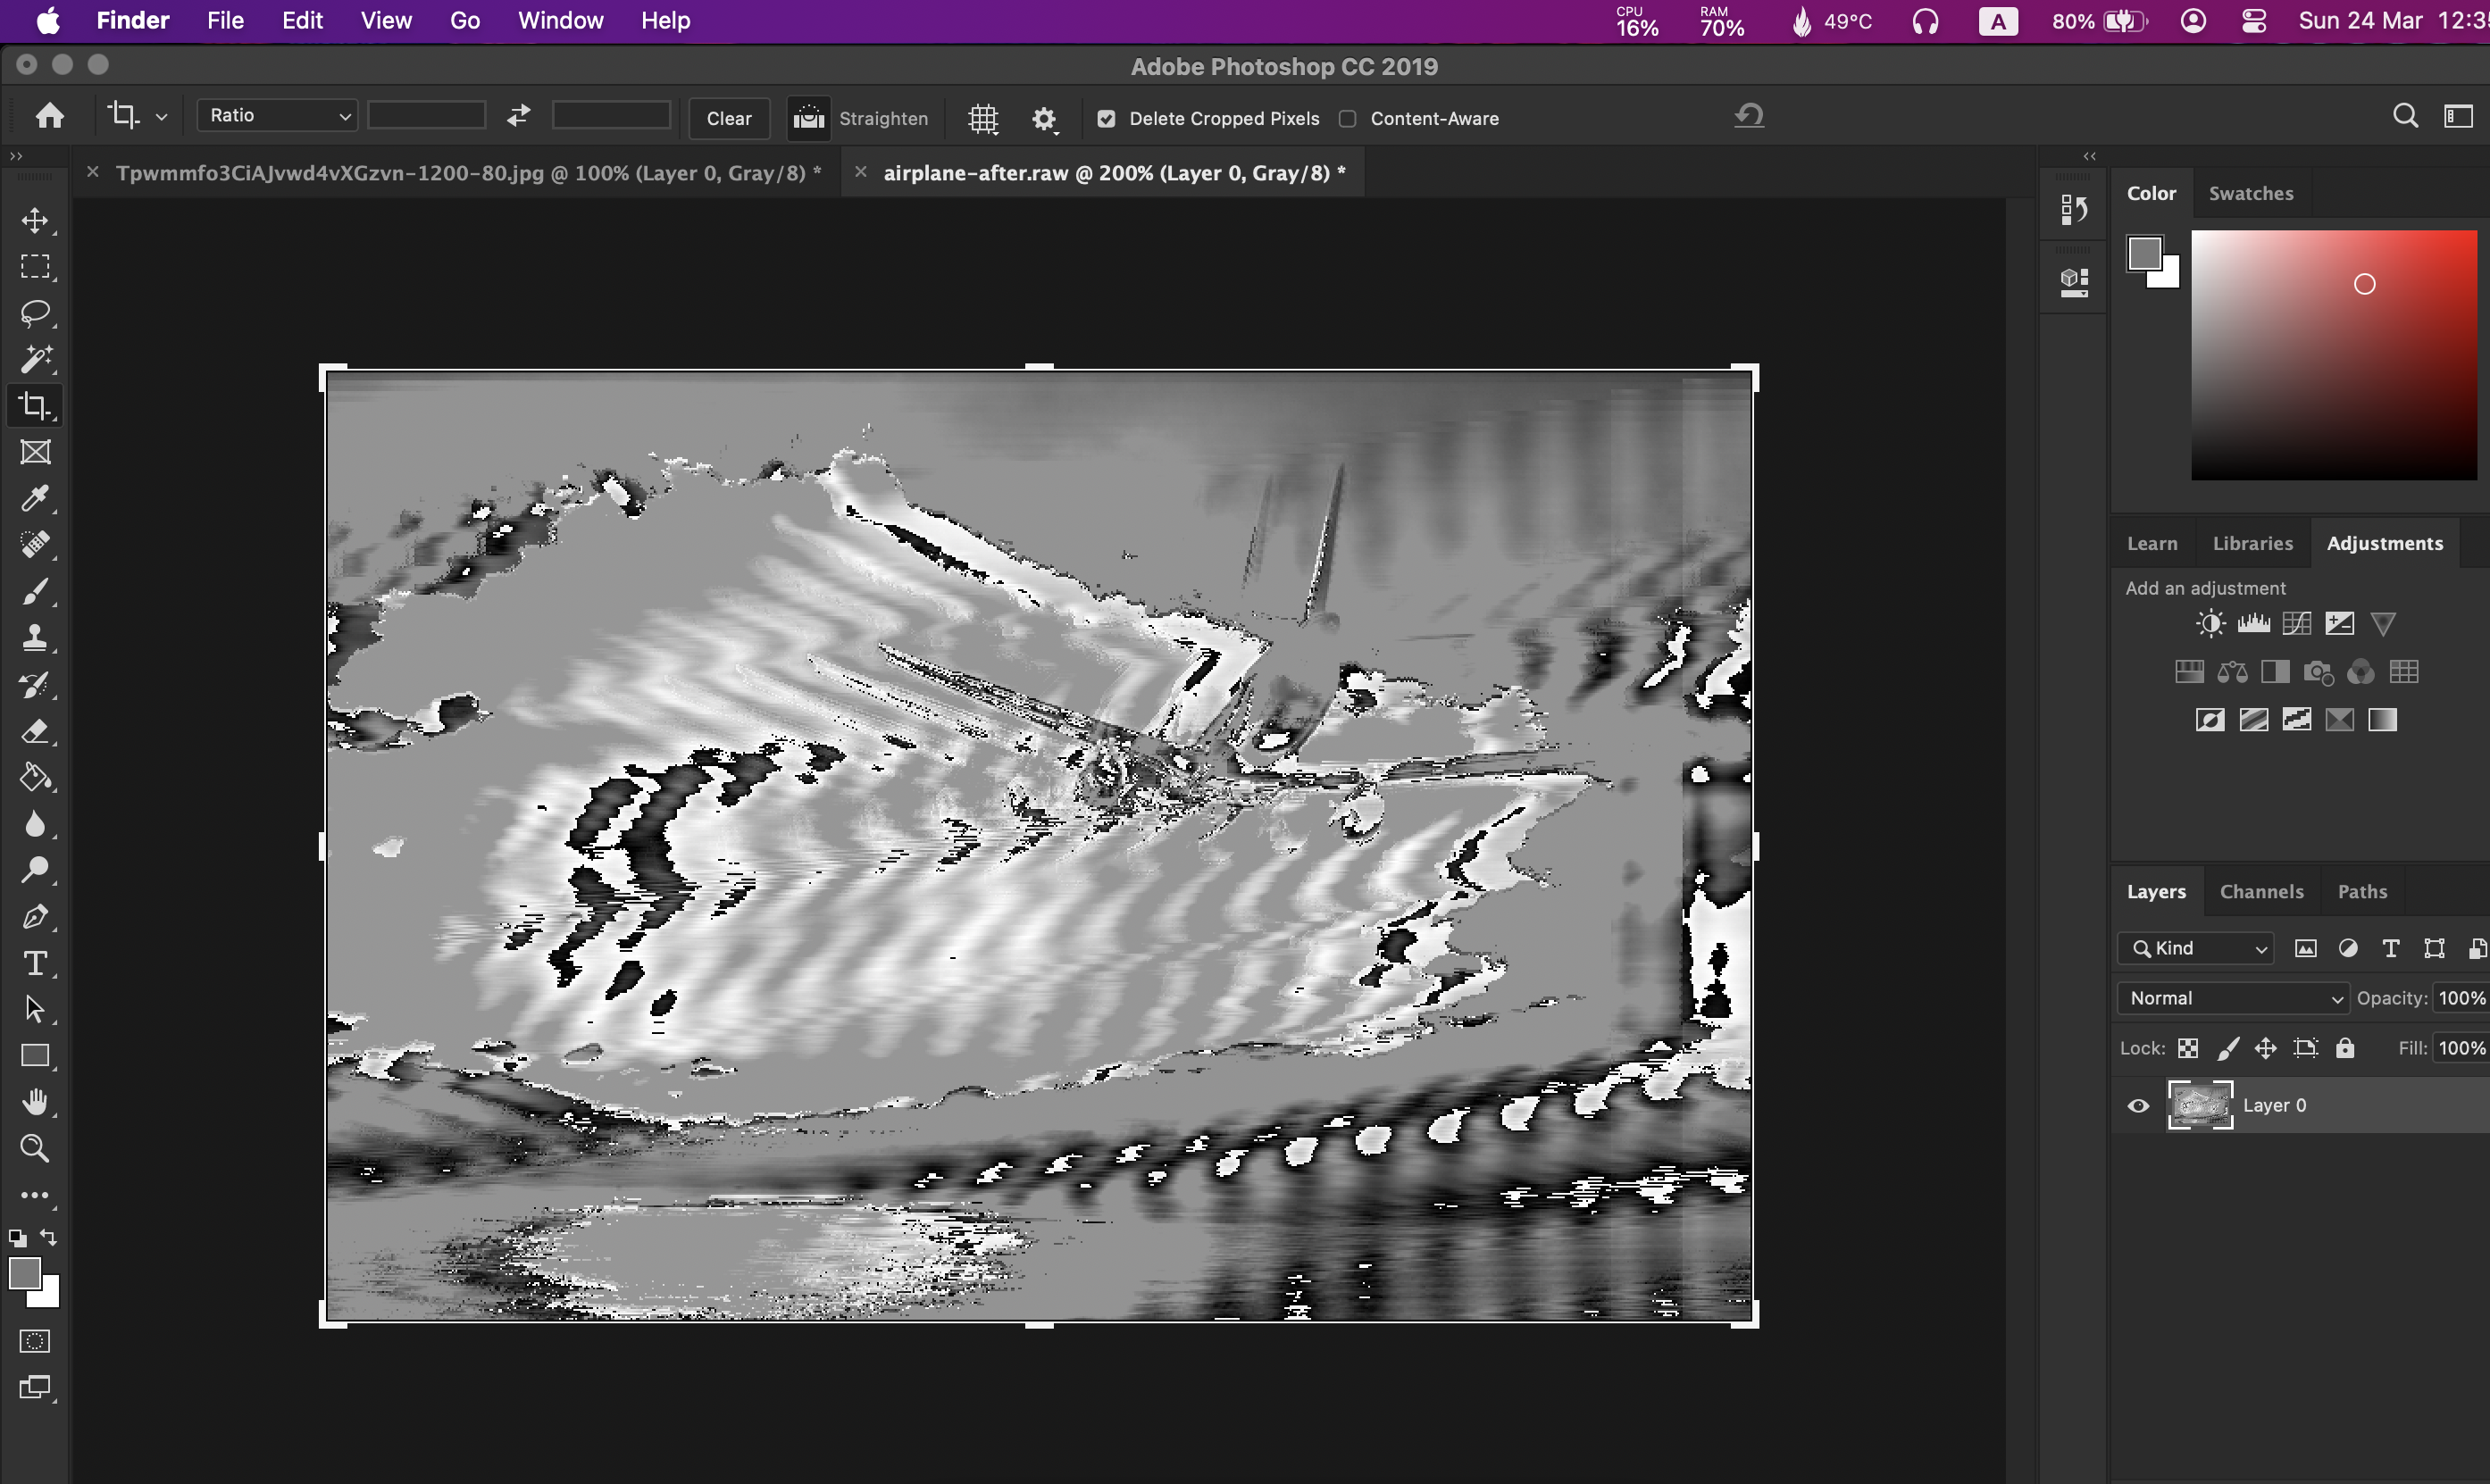 Finder File Edit View Go Window Help CPU 16% RAM 70% 49°C A 80% Sun 24 Mar
Adobe Photoshop CC 2019
Ratio Clear Straighten Delete Cropped Pixels Content-Aware
Tpwmmfo3CiAJvwd4vXGzvn-1200-80.jpg @ 100% (Layer 0, Gray/8) * airplane-after.raw @ 200% (Layer 0, Gray/8) *
Color Swatches
Learn Libraries Adjustments
Add an adjustment
Layers Channels Paths
Kind
Normal Opacity: 100%
Lock: Fill: 100%
Layer 0